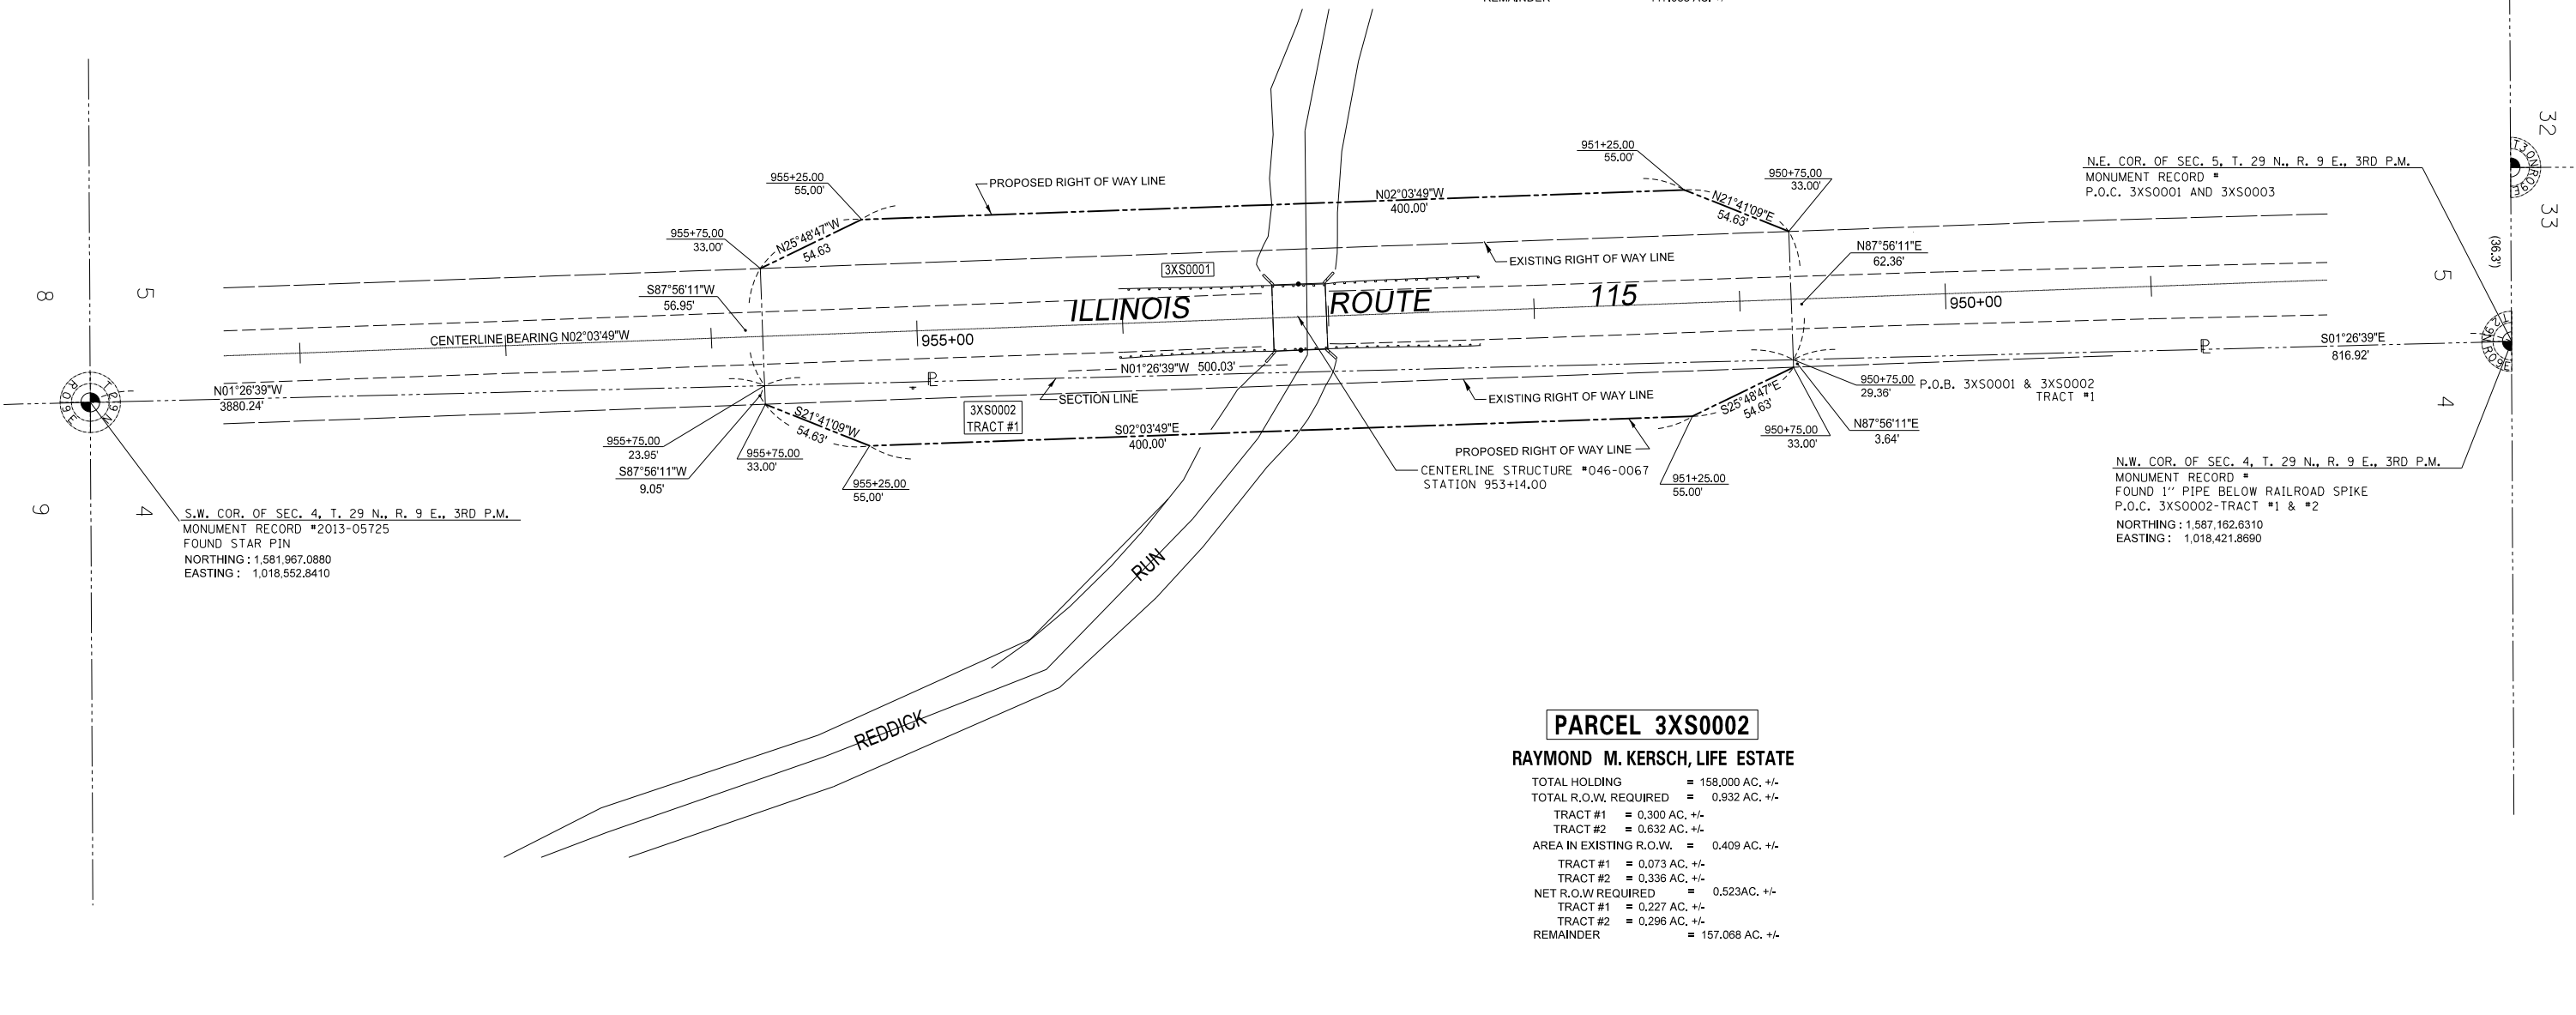 32
33
T30N
R09E
951+25.00
55.00'
955+25.00
55.00'
PROPOSED RIGHT OF WAY LINE
N02°03'49"W
400.00'
N21°41'09"E
54.63'
950+75.00
33.00'
N.E. COR. OF SEC. 5, T. 29 N., R. 9 E., 3RD P.M.
MONUMENT RECORD #
P.O.C. 3XS0001 AND 3XS0003
955+75.00
33.00'
N25°48'47"W
54.63
(36.3')
N87°56'11"E
62.36'
EXISTING RIGHT OF WAY LINE
3XS0001
8
5
5
S87°56'11"W
56.95'
ILLINOIS ROUTE 115
950+00
CENTERLINE BEARING N02°03'49"W
955+00
P
P
S01°26'39"E
816.92'
N01°26'39"W 500.03'
N01°26'39"W
3880.24'
SECTION LINE
EXISTING RIGHT OF WAY LINE
950+75.00
29.36'
P.O.B. 3XS0001 & 3XS0002
TRACT #1
3XS0002
TRACT #1
S21°41'09"W
54.63'
S25°48'47"E
54.63'
4
N87°56'11"E
3.64'
950+75.00
33.00'
955+75.00
23.95'
S87°56'11"W
9.05'
955+75.00
33.00'
S02°03'49"E
400.00'
PROPOSED RIGHT OF WAY LINE
CENTERLINE STRUCTURE #046-0067
STATION 953+14.00
951+25.00
55.00'
955+25.00
55.00'
N.W. COR. OF SEC. 4, T. 29 N., R. 9 E., 3RD P.M.
MONUMENT RECORD #
FOUND 1" PIPE BELOW RAILROAD SPIKE
P.O.C. 3XS0002-TRACT #1 & #2
NORTHING: 1,587,162.6310
EASTING: 1,018,421.8690
9
4
S.W. COR. OF SEC. 4, T. 29 N., R. 9 E., 3RD P.M.
MONUMENT RECORD #2013-05725
FOUND STAR PIN
NORTHING: 1,581,967.0880
EASTING: 1,018,552.8410
RUN
REDDICK
PARCEL 3XS0002
RAYMOND M. KERSCH, LIFE ESTATE
TOTAL HOLDING = 158.000 AC. +/-
TOTAL R.O.W. REQUIRED = 0.932 AC. +/-
TRACT #1 = 0.300 AC. +/-
TRACT #2 = 0.632 AC. +/-
AREA IN EXISTING R.O.W. = 0.409 AC. +/-
TRACT #1 = 0.073 AC. +/-
TRACT #2 = 0.336 AC. +/-
NET R.O.W REQUIRED = 0.523AC. +/-
TRACT #1 = 0.227 AC. +/-
TRACT #2 = 0.296 AC. +/-
REMAINDER = 157.068 AC. +/-